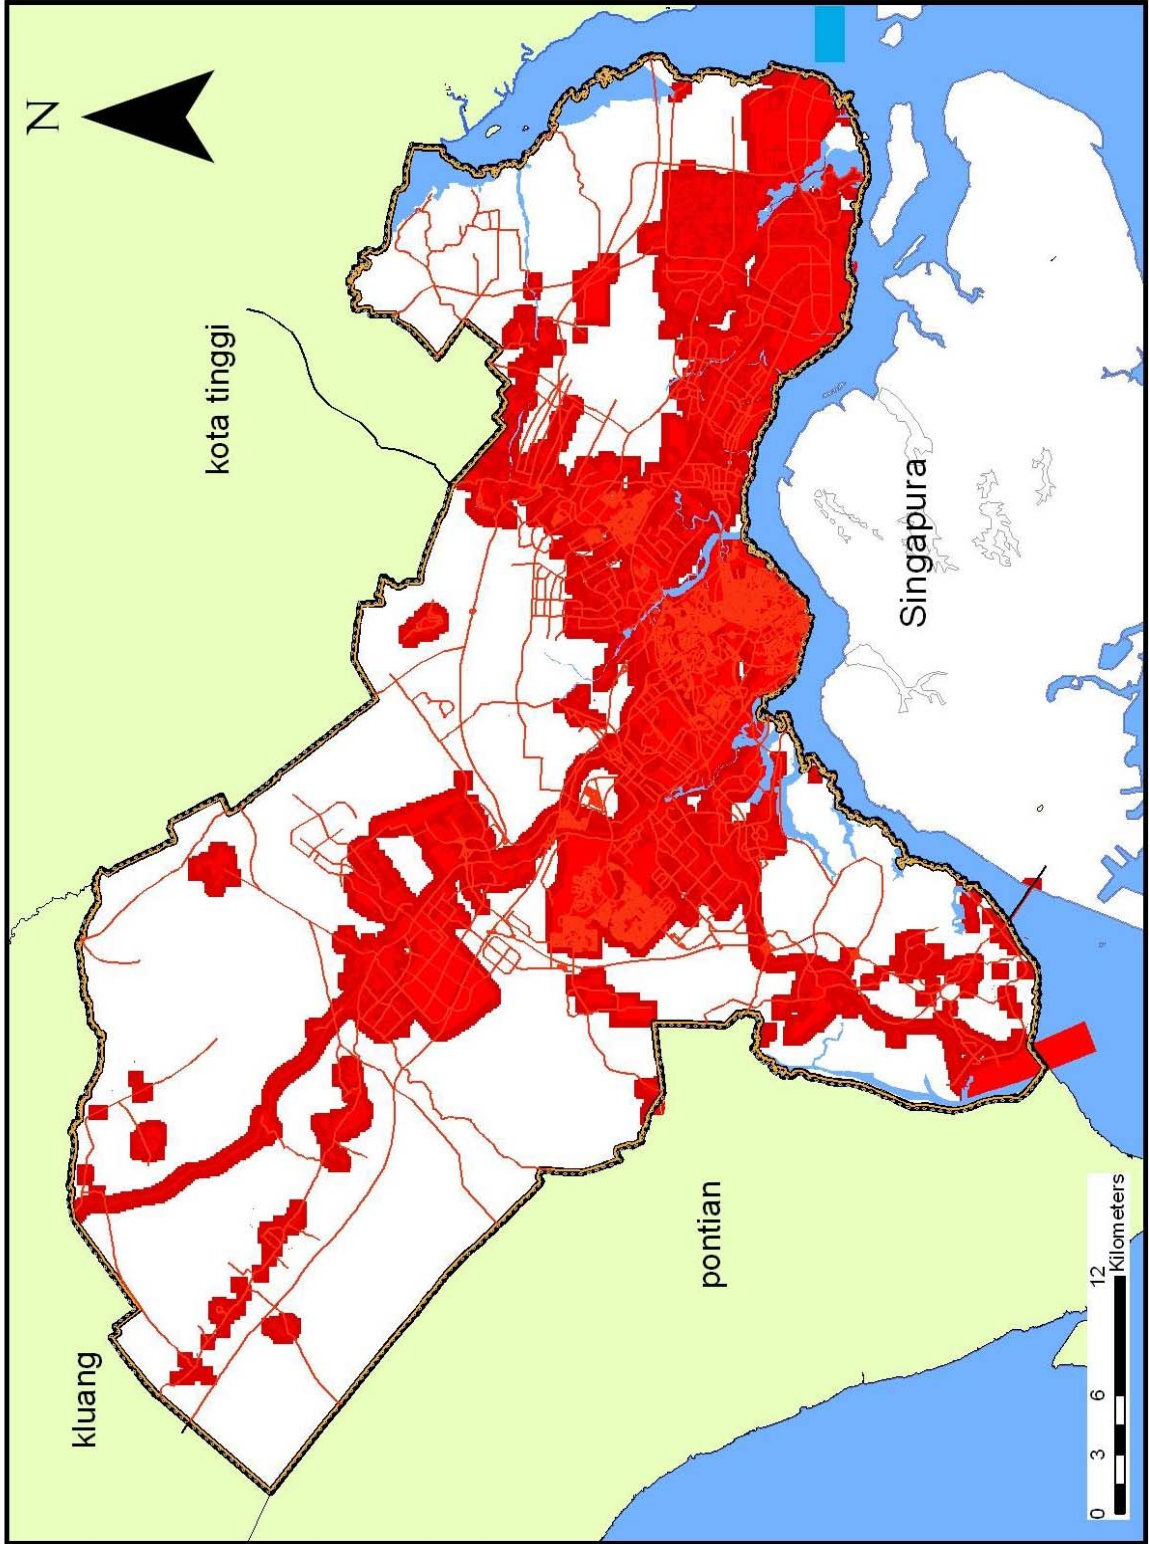 N
kota tinggi
kluang
Singapura
pontian
0 3 6 12
Kilometers